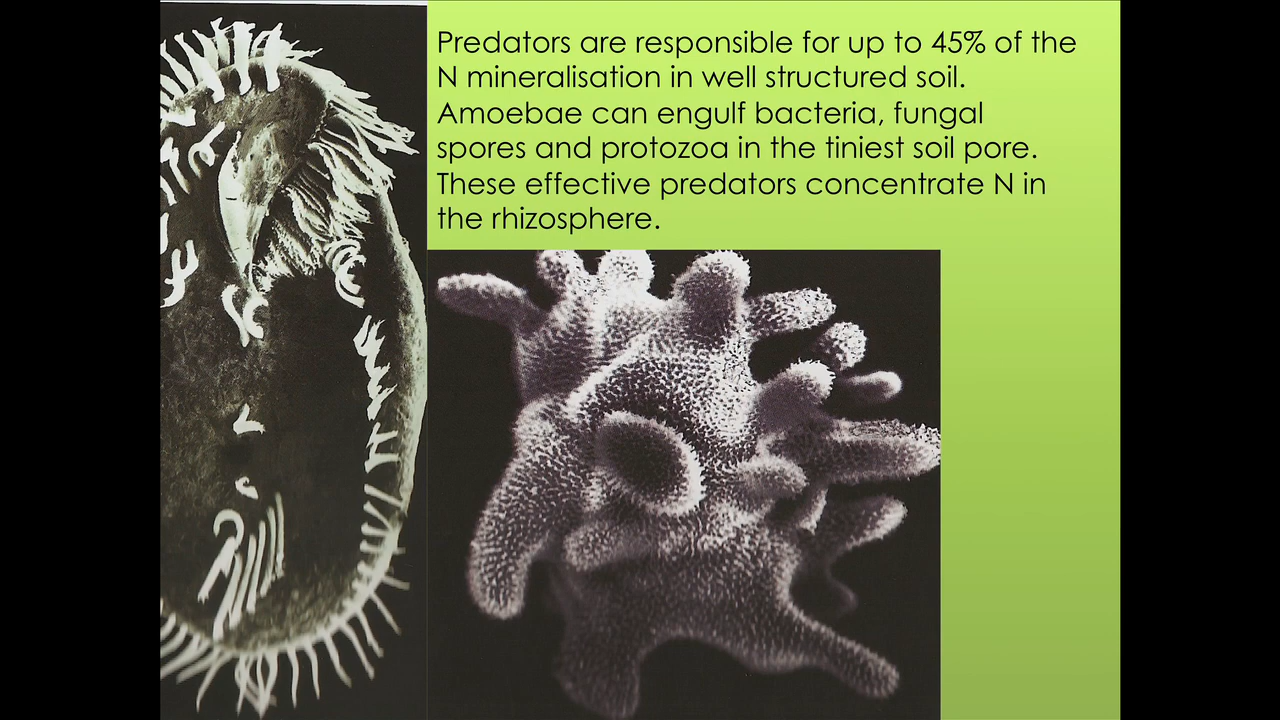 Predators are responsible for up to 45% of the
N mineralisation in well structured soil.
Amoebae can engulf bacteria, fungal
spores and protozoa in the tiniest soil pore.
These effective predators concentrate N in
the rhizosphere.